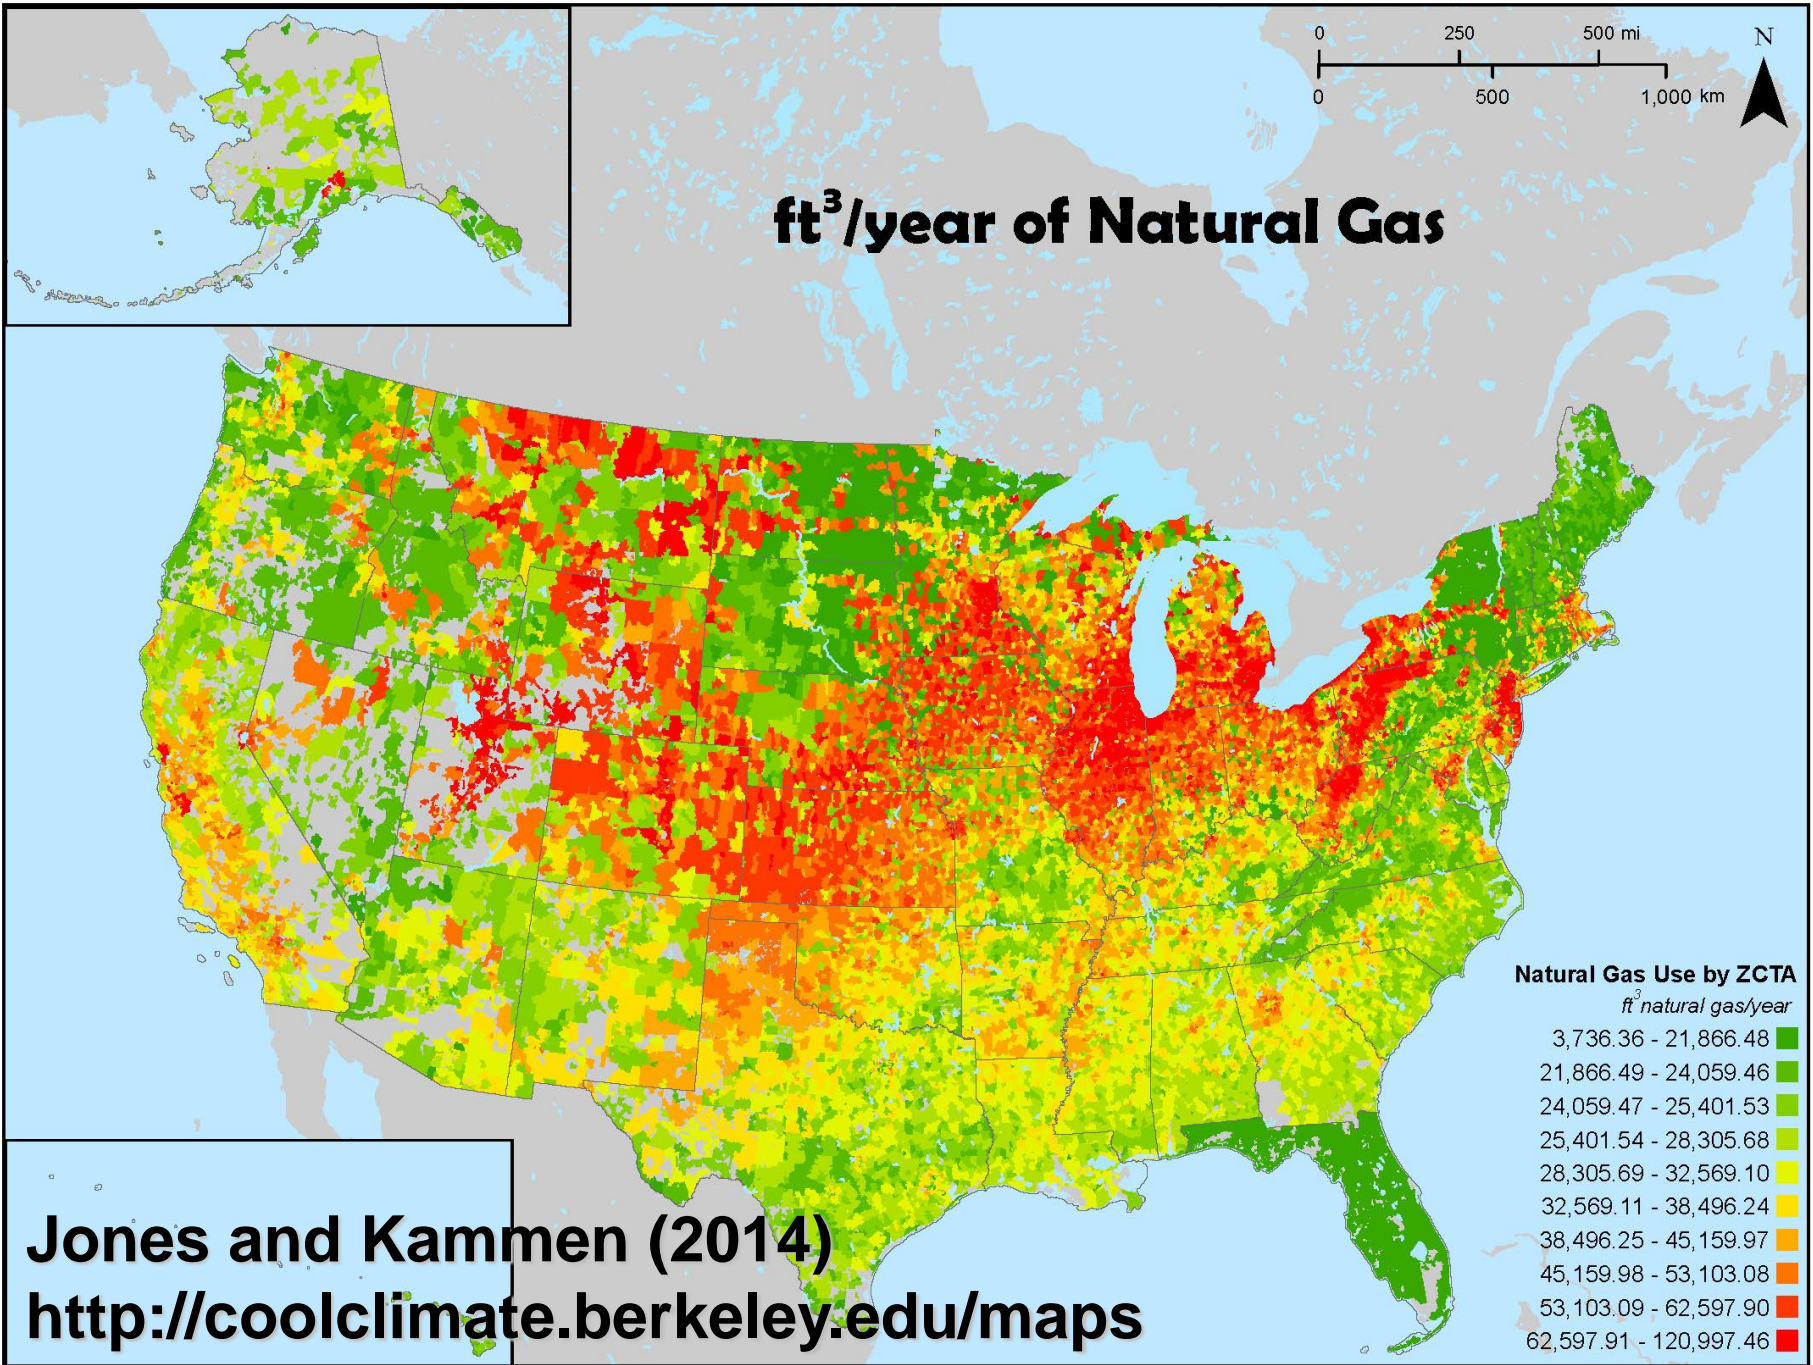 0 250 500 mi
0 500 1,000 km
N
ft³/year of Natural Gas
Natural Gas Use by ZCTA
ft³natural gas/year
3,736.36 - 21,866.48
21,866.49 - 24,059.46
24,059.47 - 25,401.53
25,401.54 - 28,305.68
28,305.69 - 32,569.10
32,569.11 - 38,496.24
38,496.25 - 45,159.97
45,159.98 - 53,103.08
53,103.09 - 62,597.90
62,597.91 - 120,997.46
Jones and Kammen (2014)
http://coolclimate.berkeley.edu/maps